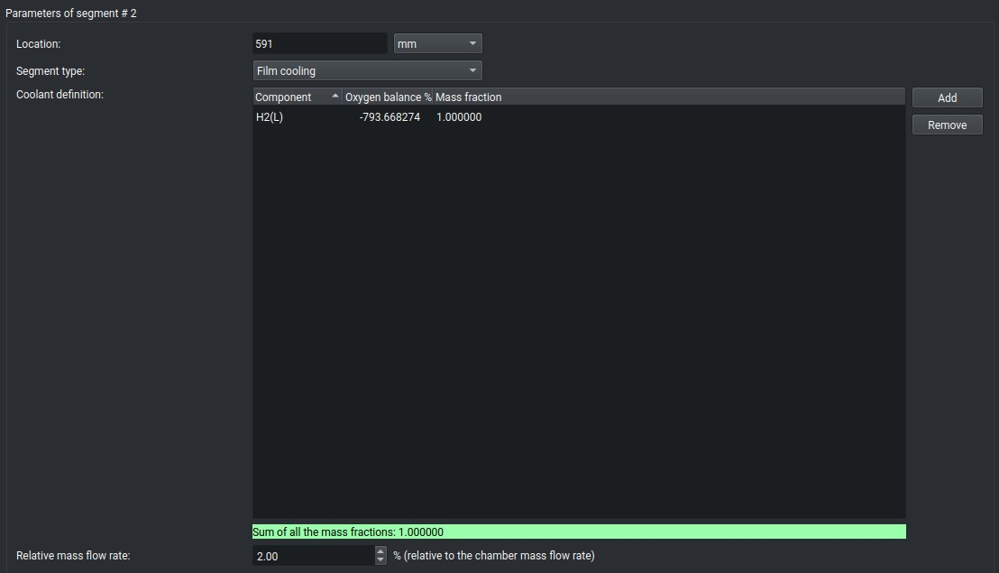 Parameters of segment # 2
Location: 591 mm
Segment type: Film cooling
Coolant definition:
Component Oxygen balance % Mass fraction
Add
H2(L) -793.668274 1.000000
Remove
Sum of all the mass fractions: 1.000000
Relative mass flow rate: 2.00 % (relative to the chamber mass flow rate)